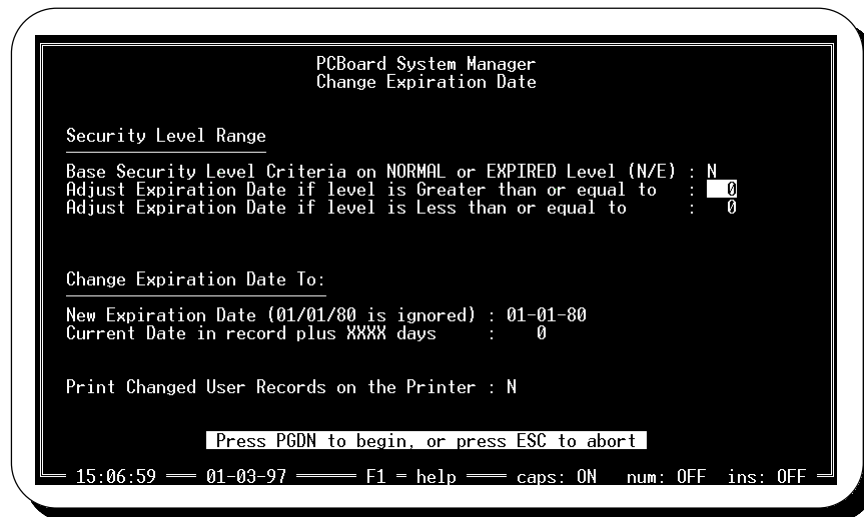 PCBoard System Manager
Change Expiration Date
Security Level Range
Base Security Level Criteria on NORMAL or EXPIRED Level (N/E) : N
Adjust Expiration Date if level is Greater than or equal to : 0
Adjust Expiration Date if level is Less than or equal to : 0
Change Expiration Date To:
New Expiration Date (01/01/80 is ignored) : 01-01-80
Current Date in record plus XXXX days : 0
Print Changed User Records on the Printer : N
Press PGDN to begin, or press ESC to abort
15:06:59 01-03-97 F1 = help caps: ON num: OFF ins: OFF